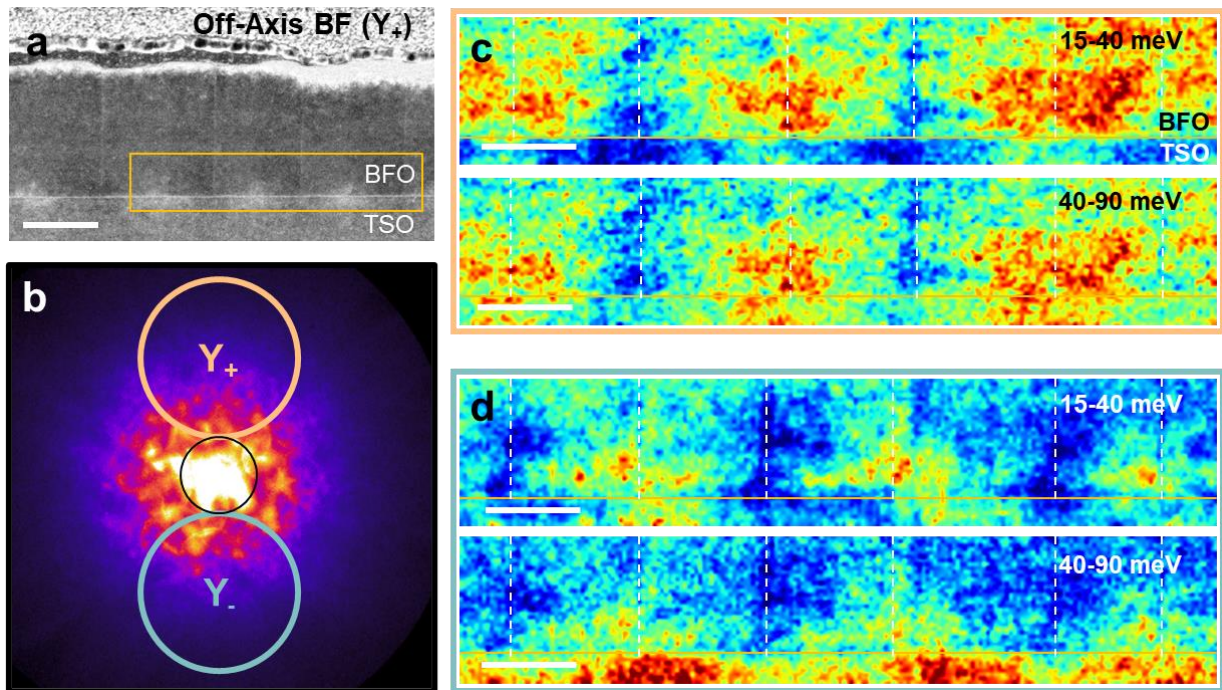 a
Off-Axis BF (Y+)
BFO
TSO
b
Y+
Y-
c
15-40 meV
BFO
TSO
40-90 meV
d
15-40 meV
40-90 meV